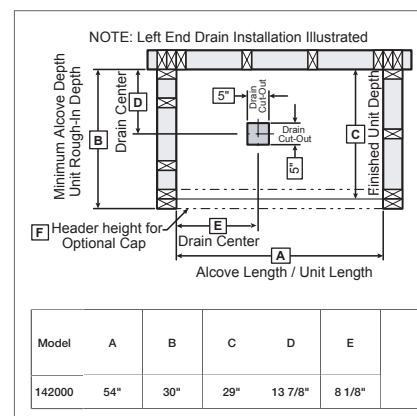 NOTE: Left End Drain Installation Illustrated
Minimum Alcove Depth
Unit Rough-In Depth
B
Drain Center
D
5"
Drain
Cut-Out
Drain
Cut-Out
5"
C
Finished Unit Depth
F Header height for
Optional Cap
E
Drain Center
A
Alcove Length / Unit Length
Model A B C D E
142000 54" 30" 29" 13 7/8" 8 1/8"